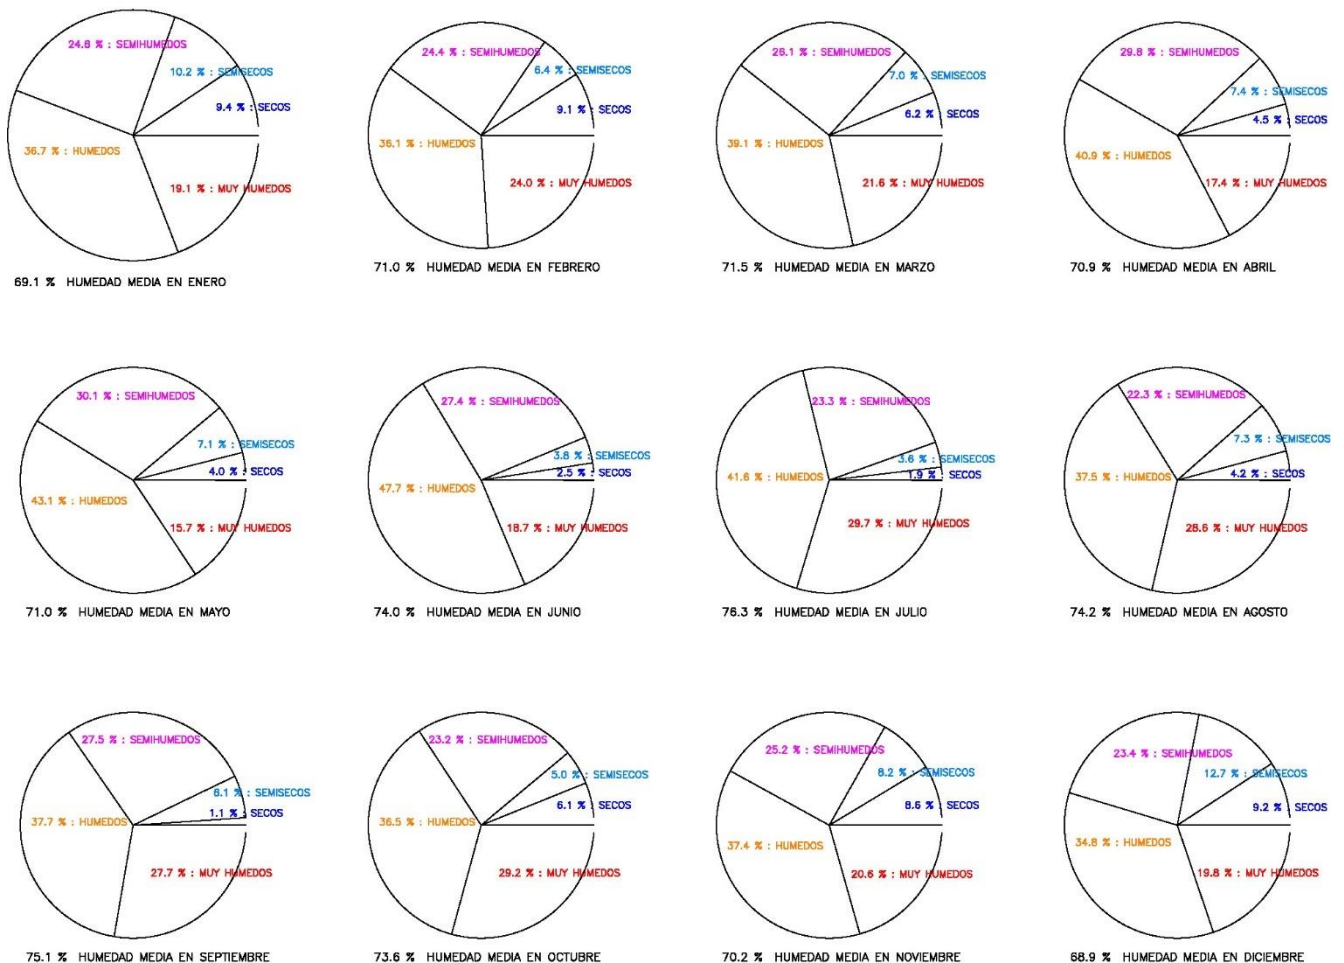 24.8 % : SEMIHUMEDOS
10.2 % : SEMISECOS
9.4 % : SECOS
36.7 % : HUMEDOS
19.1 % : MUY HUMEDOS
69.1 % HUMEDAD MEDIA EN ENERO
24.4 % : SEMIHUMEDOS
6.4 % : SEMISECOS
9.1 % : SECOS
36.1 % : HUMEDOS
24.0 % : MUY HUMEDOS
71.0 % HUMEDAD MEDIA EN FEBRERO
26.1 % : SEMIHUMEDOS
7.0 % : SEMISECOS
6.2 % : SECOS
39.1 % : HUMEDOS
21.6 % : MUY HUMEDOS
71.5 % HUMEDAD MEDIA EN MARZO
29.8 % : SEMIHUMEDOS
7.4 % : SEMISECOS
4.5 % : SECOS
40.9 % : HUMEDOS
17.4 % : MUY HUMEDOS
70.9 % HUMEDAD MEDIA EN ABRIL
30.1 % : SEMIHUMEDOS
7.1 % : SEMISECOS
4.0 % : SECOS
43.1 % : HUMEDOS
15.7 % : MUY HUMEDOS
71.0 % HUMEDAD MEDIA EN MAYO
27.4 % : SEMIHUMEDOS
3.8 % : SEMISECOS
2.5 % : SECOS
47.7 % : HUMEDOS
18.7 % : MUY HUMEDOS
74.0 % HUMEDAD MEDIA EN JUNIO
23.3 % : SEMIHUMEDOS
3.6 % : SEMISECOS
1.9 % : SECOS
41.6 % : HUMEDOS
29.7 % : MUY HUMEDOS
76.3 % HUMEDAD MEDIA EN JULIO
22.3 % : SEMIHUMEDOS
7.3 % : SEMISECOS
4.2 % : SECOS
37.5 % : HUMEDOS
28.6 % : MUY HUMEDOS
74.2 % HUMEDAD MEDIA EN AGOSTO
27.5 % : SEMIHUMEDOS
6.1 % : SEMISECOS
1.1 % : SECOS
37.7 % : HUMEDOS
27.7 % : MUY HUMEDOS
75.1 % HUMEDAD MEDIA EN SEPTIEMBRE
23.2 % : SEMIHUMEDOS
5.0 % : SEMISECOS
6.1 % : SECOS
36.5 % : HUMEDOS
29.2 % : MUY HUMEDOS
73.6 % HUMEDAD MEDIA EN OCTUBRE
25.2 % : SEMIHUMEDOS
8.2 % : SEMISECOS
8.6 % : SECOS
37.4 % : HUMEDOS
20.6 % : MUY HUMEDOS
70.2 % HUMEDAD MEDIA EN NOVIEMBRE
23.4 % : SEMIHUMEDOS
12.7 % : SEMISECOS
9.2 % : SECOS
34.8 % : HUMEDOS
19.8 % : MUY HUMEDOS
68.9 % HUMEDAD MEDIA EN DICIEMBRE